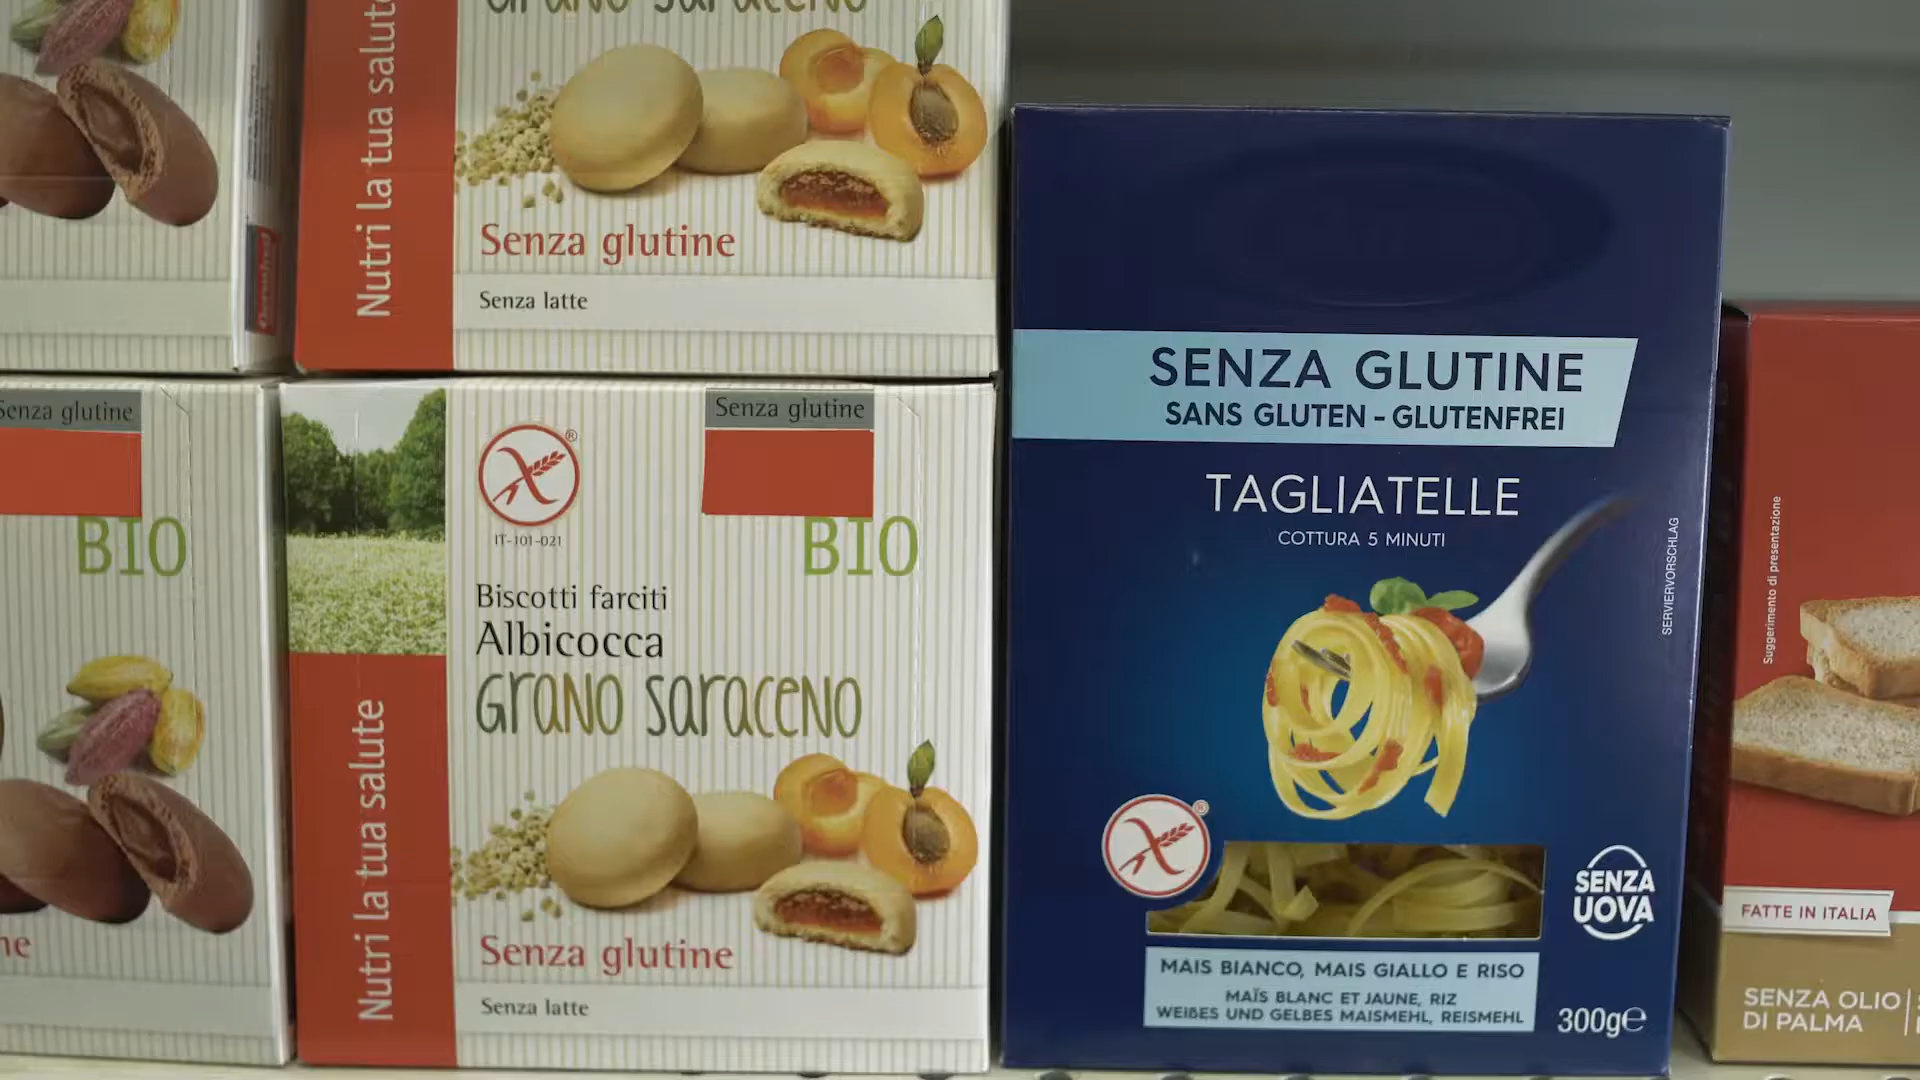 Grano saraceno
Nutri la tua salute
Senza glutine
Senza latte
Senza glutine
BIO
ne
Senza glutine
BIO
IT-101-021
Biscotti farciti
Albicocca
Grano saraceno
Nutri la tua salute
Senza glutine
Senza latte
SENZA GLUTINE
SANS GLUTEN - GLUTENFREI
TAGLIATELLE
COTTURA 5 MINUTI
SERVIERVORSCHLAG
SENZA
UOVA
MAIS BIANCO, MAIS GIALLO E RISO
MAÏS BLANC ET JAUNE, RIZ
WEIßES UND GELBES MAISMEHL, REISMEHL
300g℮
Suggerimento di presentazione
FATTE IN ITALIA
SENZA OLIO
DI PALMA